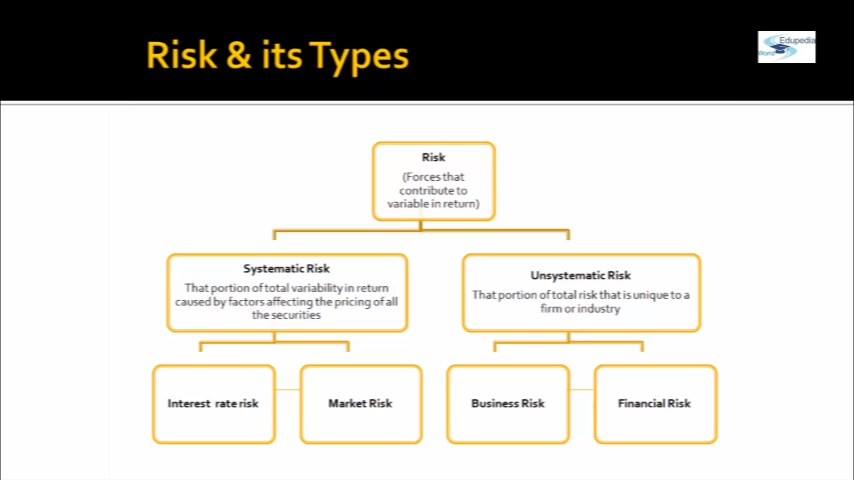 Risk & its Types
Edupedia
World
Risk
(Forces that
contribute to
variable in return)
Systematic Risk
That portion of total variability in return
caused by factors affecting the pricing of all
the securities
Unsystematic Risk
That portion of total risk that is unique to a
firm or industry
Interest rate risk
Market Risk
Business Risk
Financial Risk